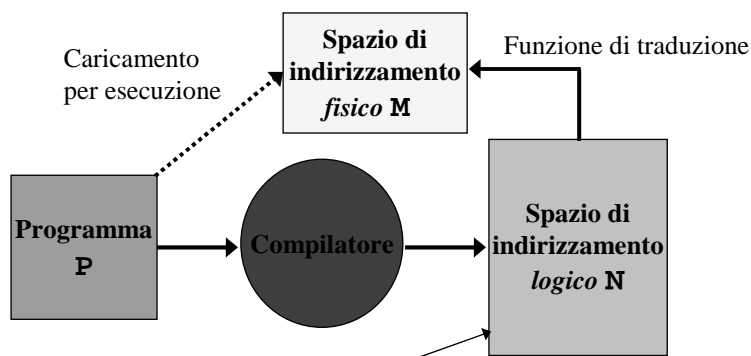 Caricamento
per esecuzione
Spazio di
indirizzamento
fisico M
Funzione di traduzione
Programma
P
Compilatore
Spazio di
indirizzamento
logico N